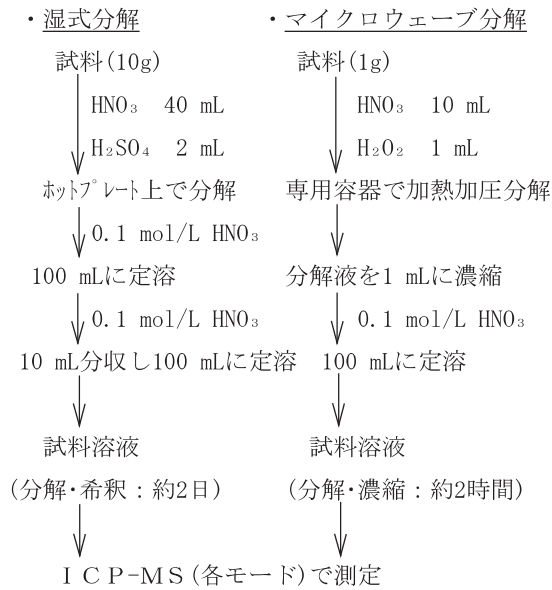 ・湿式分解
試料(10g)
HNO₃ 40 mL
H₂SO₄ 2 mL
ﾎｯﾄﾌﾟﾚｰﾄ上で分解
0.1 mol/L HNO₃
100 mLに定溶
0.1 mol/L HNO₃
10 mL分収し100 mLに定溶
試料溶液
(分解･希釈：約2日)
・マイクロウェーブ分解
試料(1g)
HNO₃ 10 mL
H₂O₂ 1 mL
専用容器で加熱加圧分解
分解液を1 mLに濃縮
0.1 mol/L HNO₃
100 mLに定溶
試料溶液
(分解･濃縮：約2時間)
ＩＣＰ-MS(各モード)で測定